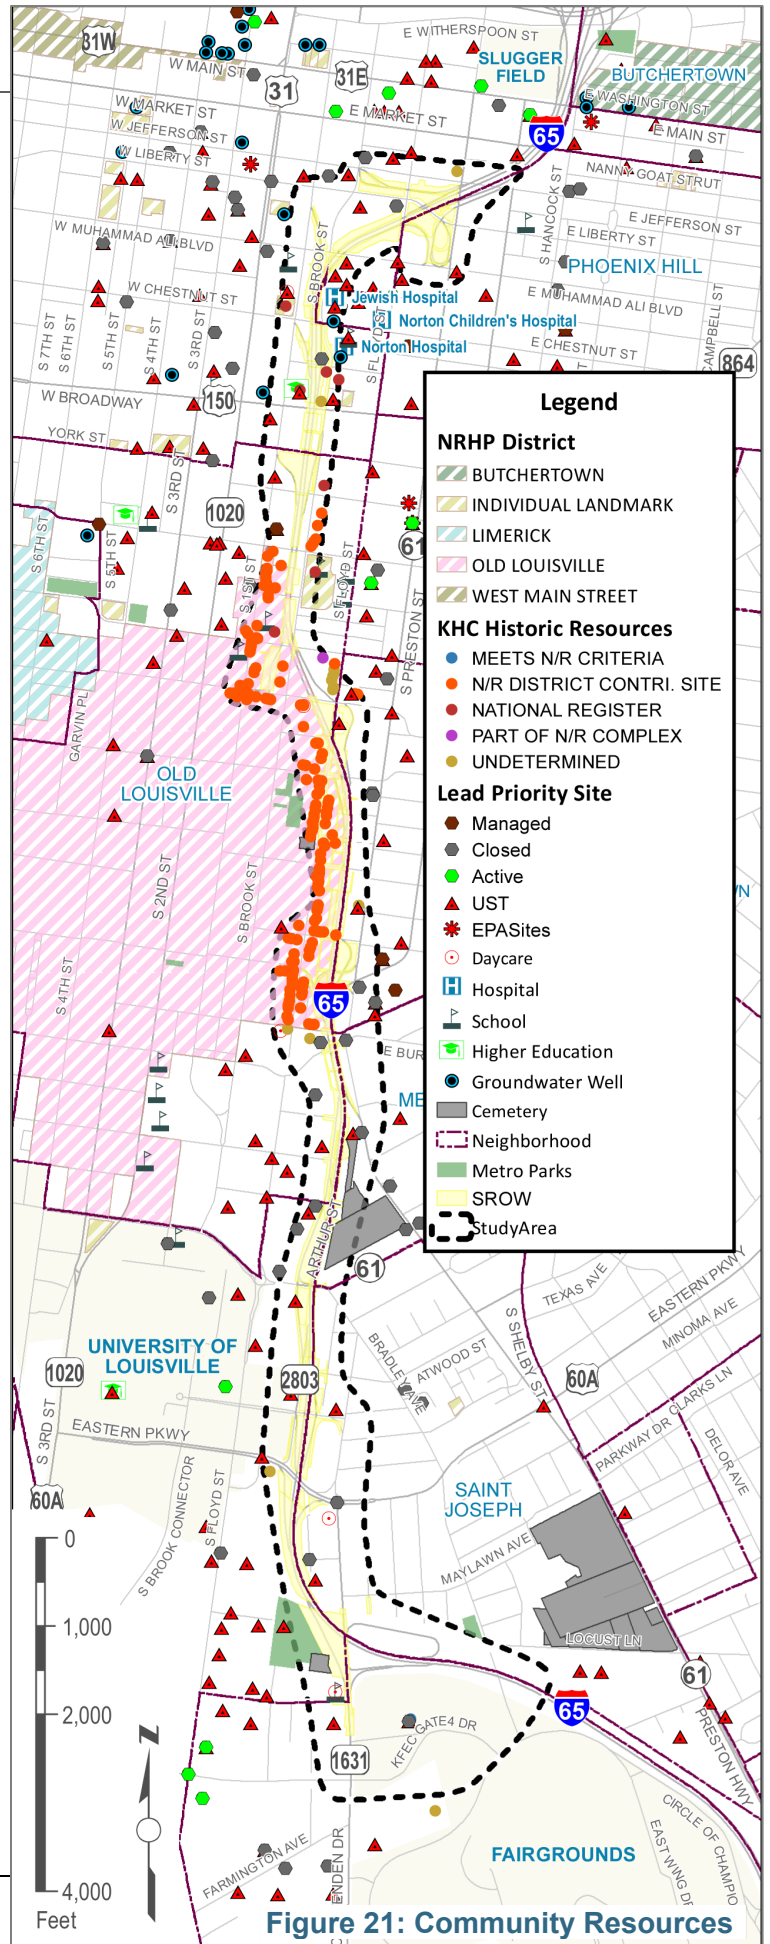 E WITHERSPOON ST
31W
SLUGGER
FIELD
W MAIN ST
31
31E
BUTCHERTOWN
E WASHINGTON ST
W MARKET ST
E MARKET ST
W JEFFERSON ST
65
E MAIN ST
W LIBERTY ST
NANNY GOAT STRUT
S HANCOCK ST
E JEFFERSON ST
W MUHAMMAD ALI BLVD
S BROOK ST
E LIBERTY ST
PHOENIX HILL
W CHESTNUT ST
H Jewish Hospital
E MUHAMMAD ALI BLVD
H Norton Children's Hospital
CAMPBELL ST
S 7TH ST
S 6TH ST
S 5TH ST
S 4TH ST
S 3RD ST
H Norton Hospital
E CHESTNUT ST
864
W BROADWAY
150
YORK ST
S 3RD ST
1020
61
S 6TH ST
S 5TH ST
S 1ST ST
S FLOYD ST
S PRESTON ST
GARVIN PL
OLD
LOUISVILLE
S 2ND ST
S BROOK ST
S 4TH ST
65
E BUR
ME
Legend
NRHP District
BUTCHERTOWN
INDIVIDUAL LANDMARK
LIMERICK
OLD LOUISVILLE
WEST MAIN STREET
KHC Historic Resources
MEETS N/R CRITERIA
N/R DISTRICT CONTRI. SITE
NATIONAL REGISTER
PART OF N/R COMPLEX
UNDETERMINED
Lead Priority Site
Managed
Closed
Active
UST
EPASites
Daycare
H Hospital
School
Higher Education
Groundwater Well
Cemetery
Neighborhood
Metro Parks
SROW
StudyArea
WN
ARTHUR ST
61
TEXAS AVE
EASTERN PKWY
MINOMA AVE
S SHELBY ST
UNIVERSITY OF
LOUISVILLE
BRADLEY AVE
ATWOOD ST
60A
1020
2803
PARKWAY DR
CLARKS LN
S 3RD ST
EASTERN PKWY
DELOR AVE
60A
S BROOK CONNECTOR
S FLOYD ST
SAINT
JOSEPH
MAYLAWN AVE
0
1,000
2,000
4,000
Feet
LOCUST LN
61
65
PRESTON HWY
KFEC GATE4 DR
1631
Z
CIRCLE OF CHAMPIO
EAST WING DR
FAIRGROUNDS
FARMINGTON AVE
ENDEN DR
Figure 21: Community Resources